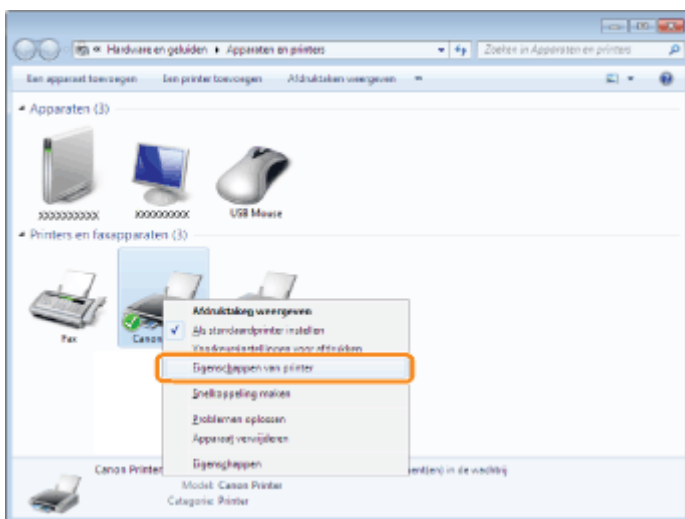 « Hardware en geluiden ▸ Apparaten en printers
Zoeken in Apparaten en printers
Een apparaat toevoegen Een printer toevoegen Afdruktaken weergeven »
Apparaten (3)
XXXXXXXXXX XXXXXXXXX USB Mouse
Printers en faxapparaten (3)
Fax Canon
Afdruktaken weergeven
Als standaardprinter instellen
Voorkeursinstellingen voor afdrukken
Eigenschappen van printer
Snelkoppeling maken
Problemen oplossen
Apparaat verwijderen
Eigenschappen
Canon Printer ment(en) in de wachtrij
Model: Canon Printer
Categorie: Printer